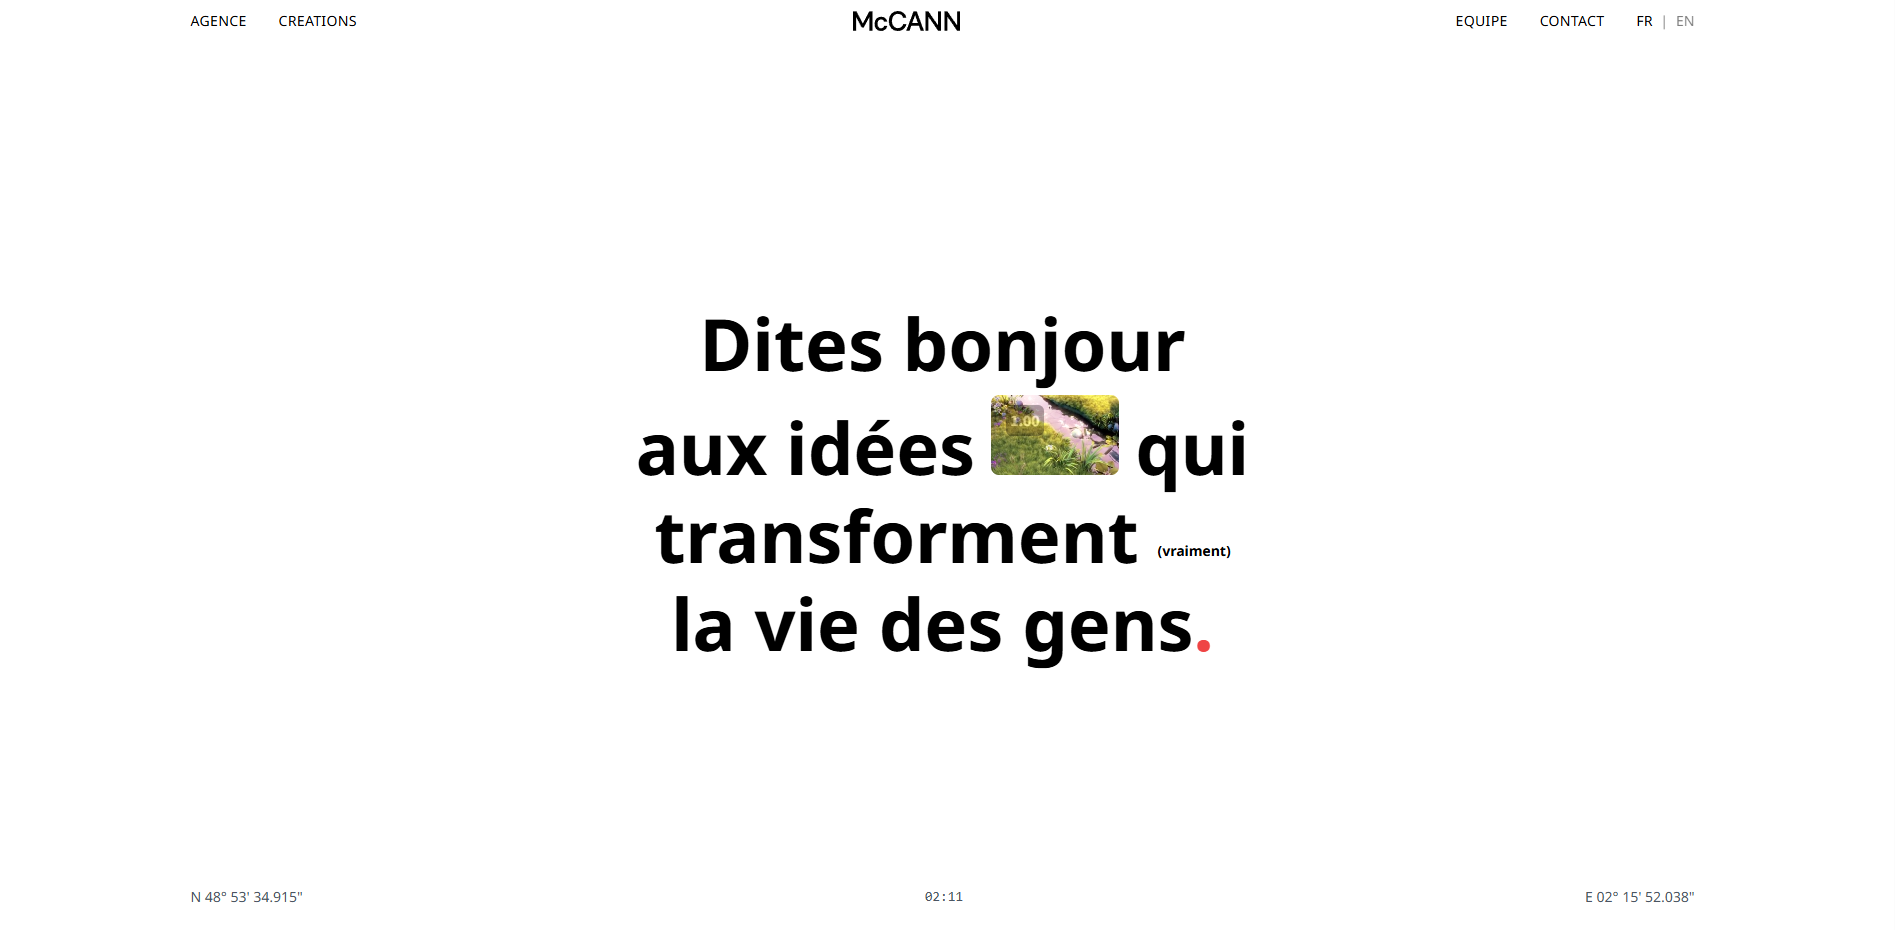 AGENCE CREATIONS McCANN EQUIPE CONTACT FR | EN
Dites bonjour
aux idées 1.00 qui
transforment (vraiment)
la vie des gens.
N 48° 53' 34.915" 02:11 E 02° 15' 52.038"